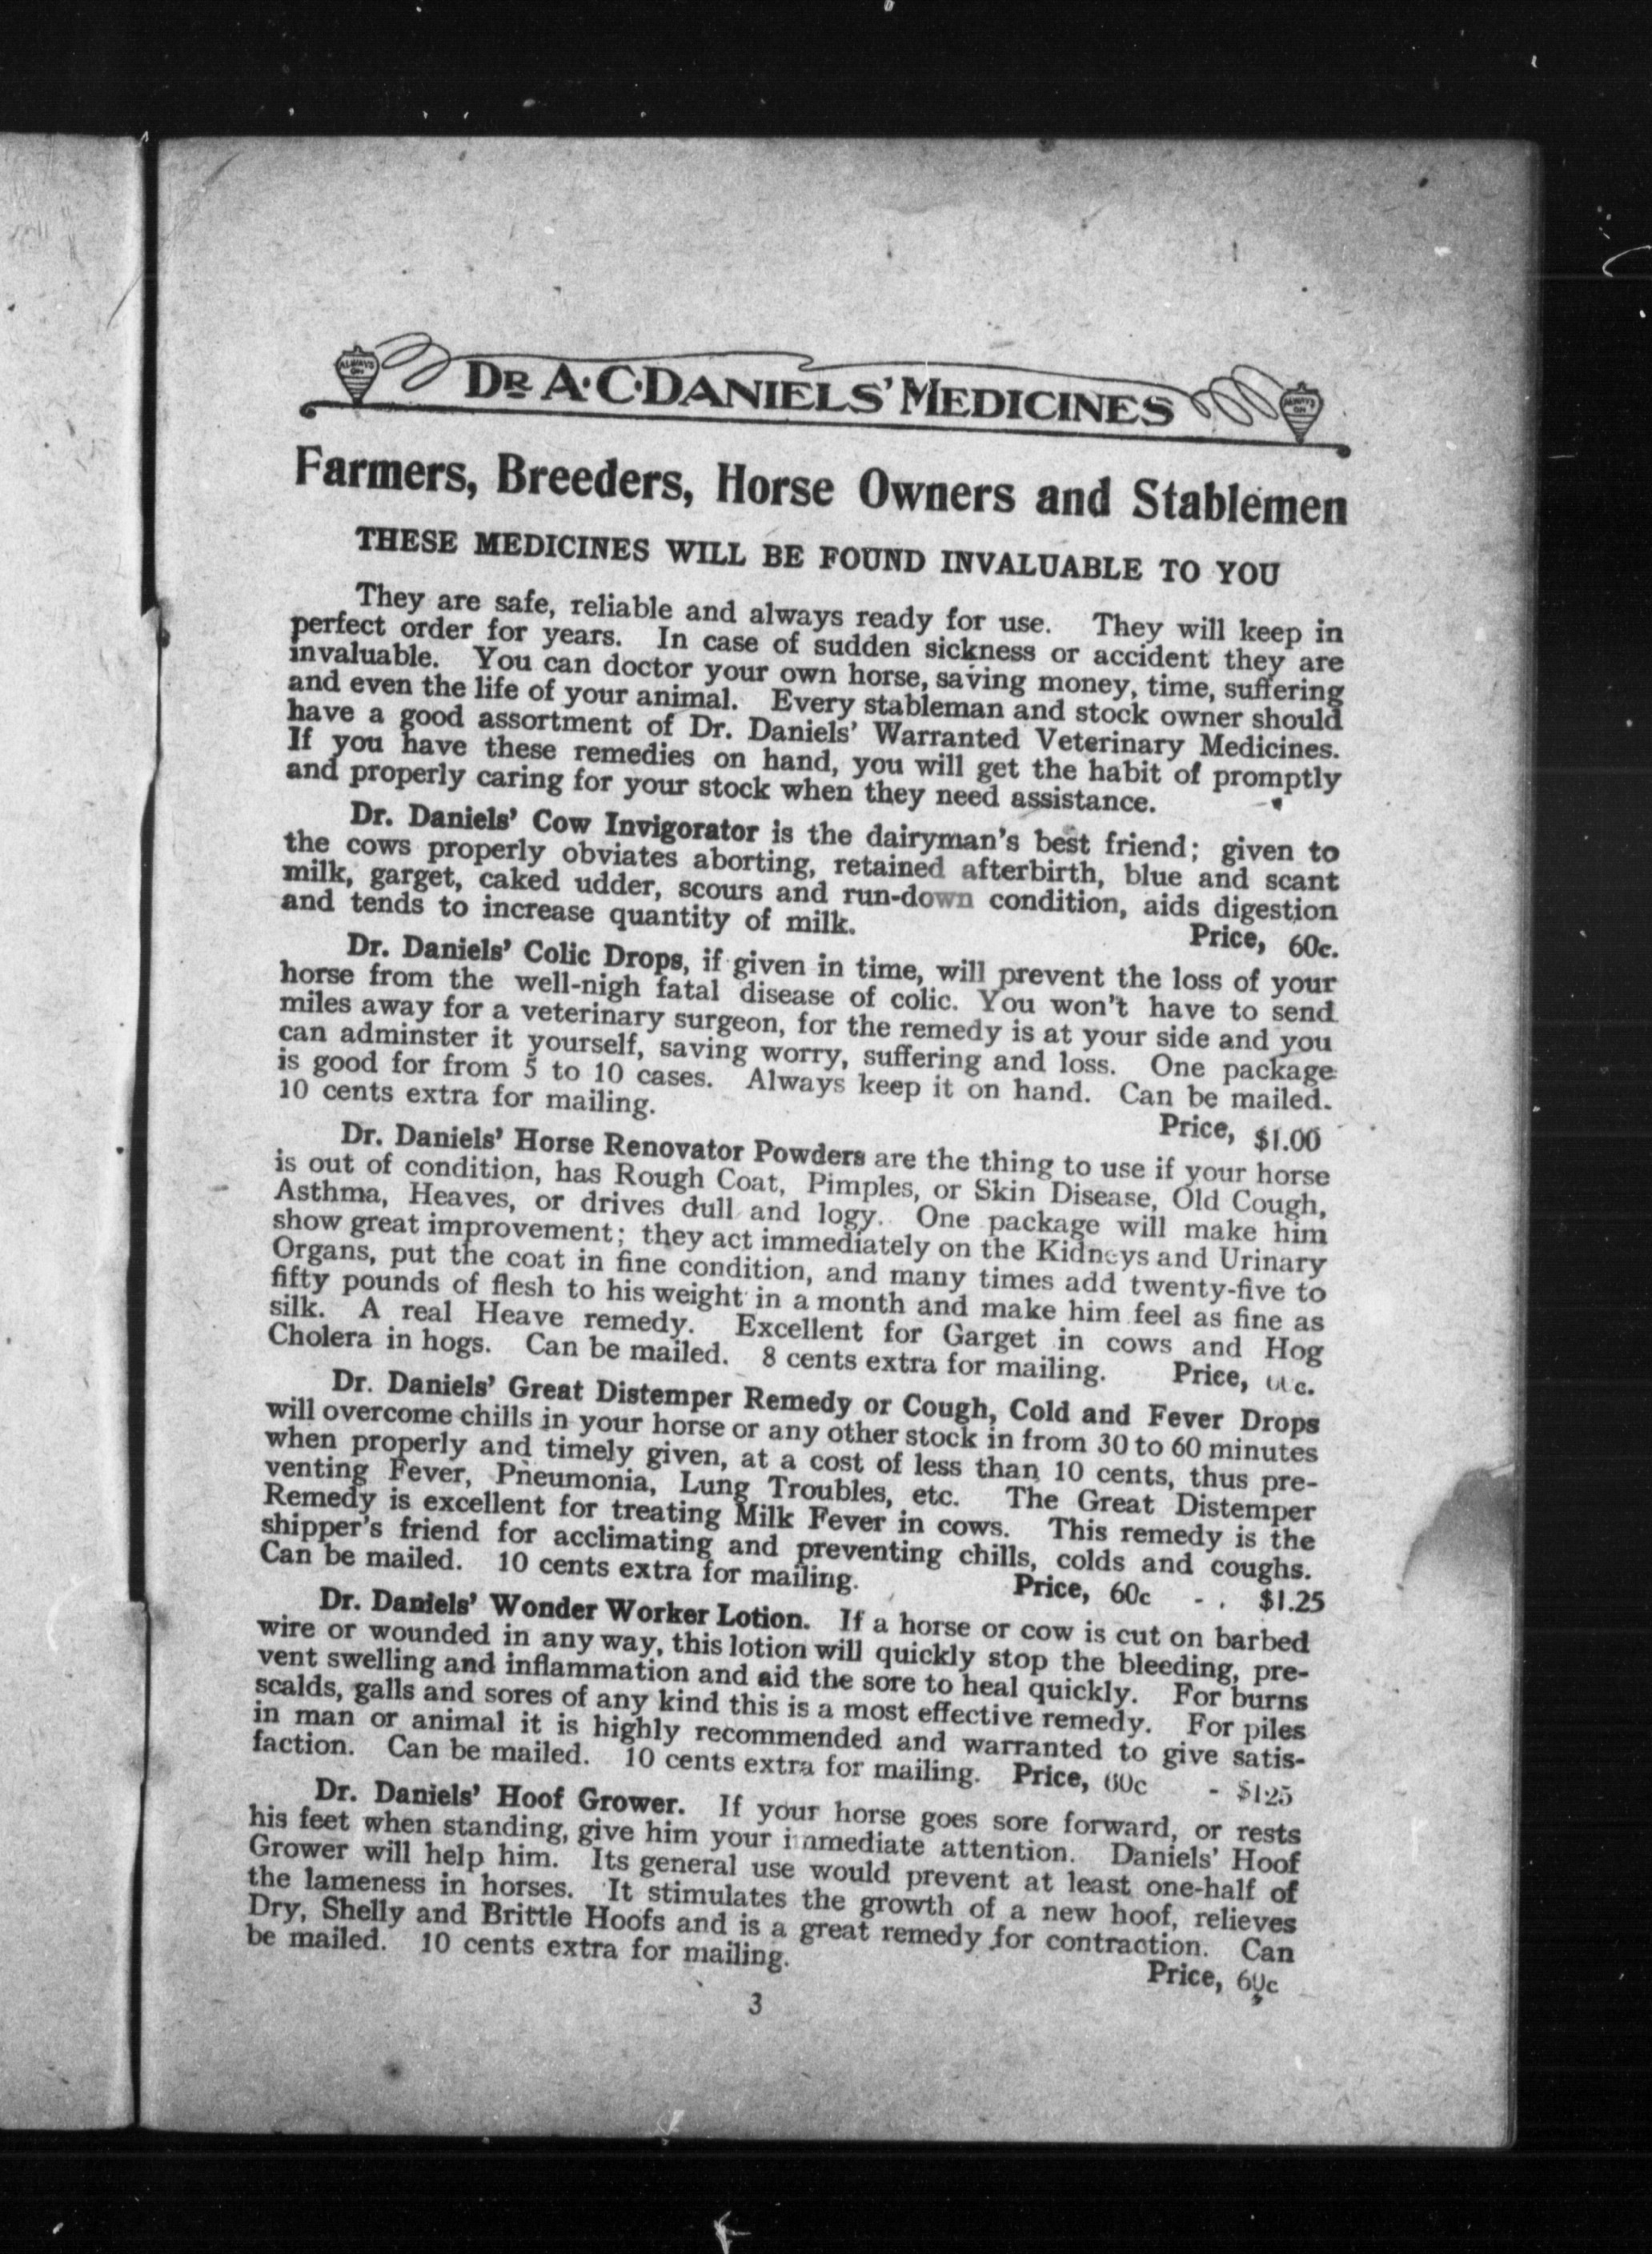 ALWAYS ON
DR A·C·DANIELS' MEDICINES
ALWAYS ON
Farmers, Breeders, Horse Owners and Stablemen
THESE MEDICINES WILL BE FOUND INVALUABLE TO YOU
They are safe, reliable and always ready for use. They will keep in
perfect order for years. In case of sudden sickness or accident they are
invaluable. You can doctor your own horse, saving money, time, suffering
and even the life of your animal. Every stableman and stock owner should
have a good assortment of Dr. Daniels' Warranted Veterinary Medicines.
If you have these remedies on hand, you will get the habit of promptly
and properly caring for your stock when they need assistance.
Dr. Daniels' Cow Invigorator is the dairyman's best friend; given to
the cows properly obviates aborting, retained afterbirth, blue and scant
milk, garget, caked udder, scours and run-down condition, aids digestion
and tends to increase quantity of milk. Price, 60c.
Dr. Daniels' Colic Drops, if given in time, will prevent the loss of your
horse from the well-nigh fatal disease of colic. You won't have to send
miles away for a veterinary surgeon, for the remedy is at your side and you
can adminster it yourself, saving worry, suffering and loss. One package
is good for from 5 to 10 cases. Always keep it on hand. Can be mailed.
10 cents extra for mailing. Price, $1.00
Dr. Daniels' Horse Renovator Powders are the thing to use if your horse
is out of condition, has Rough Coat, Pimples, or Skin Disease, Old Cough,
Asthma, Heaves, or drives dull and logy. One package will make him
show great improvement; they act immediately on the Kidneys and Urinary
Organs, put the coat in fine condition, and many times add twenty-five to
fifty pounds of flesh to his weight in a month and make him feel as fine as
silk. A real Heave remedy. Excellent for Garget in cows and Hog
Cholera in hogs. Can be mailed. 8 cents extra for mailing. Price,
Dr. Daniels' Great Distemper Remedy or Cough, Cold and Fever Drops
will overcome chills in your horse or any other stock in from 30 to 60 minutes
when properly and timely given, at a cost of less than 10 cents, thus pre-
venting Fever, Pneumonia, Lung Troubles, etc. The Great Distemper
Remedy is excellent for treating Milk Fever in cows. This remedy is the
shipper's friend for acclimating and preventing chills, colds and coughs.
Can be mailed. 10 cents extra for mailing. Price, 60c - . $1.25
Dr. Daniels' Wonder Worker Lotion. If a horse or cow is cut on barbed
wire or wounded in any way, this lotion will quickly stop the bleeding, pre-
vent swelling and inflammation and aid the sore to heal quickly. For burns
scalds, galls and sores of any kind this is a most effective remedy. For piles
in man or animal it is highly recommended and warranted to give satis-
faction. Can be mailed. 10 cents extra for mailing. Price, 60c - $125
Dr. Daniels' Hoof Grower. If your horse goes sore forward, or rests
his feet when standing, give him your immediate attention. Daniels' Hoof
Grower will help him. Its general use would prevent at least one-half of
the lameness in horses. It stimulates the growth of a new hoof, relieves
Dry, Shelly and Brittle Hoofs and is a great remedy for contraction. Can
be mailed. 10 cents extra for mailing. Price, 60c
3